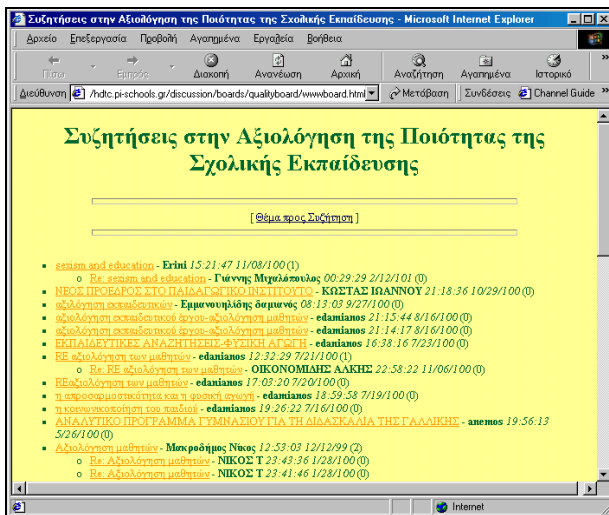 Συζητήσεις στην Αξιολόγηση της Ποιότητας της Σχολικής Εκπαίδευσης - Microsoft Internet Explorer
Αρχείο Επεξεργασία Προβολή Αγαπημένα Εργαλεία Βοήθεια
Πίσω Εμπρός Διακοπή Ανανέωση Αρχική Αναζήτηση Αγαπημένα Ιστορικό »
Διεύθυνση /hdtc.pi-schools.gr/discussion/boards/qualityboard/wwwboard.html Μετάβαση Συνδέσεις Channel Guide »
Συζητήσεις στην Αξιολόγηση της Ποιότητας της
Σχολικής Εκπαίδευσης
[ Θέμα προς Συζήτηση ]
sexism and education - Erini 15:21:47 11/08/100 (1)
Re: sexism and education - Γιάννης Μιχαλόπουλος 00:29:29 2/12/101 (0)
ΝΕΟΣ ΠΡΟΕΔΡΟΣ ΣΤΟ ΠΑΙΔΑΓΩΓΙΚΟ ΙΝΣΤΙΤΟΥΤΟ - ΚΩΣΤΑΣ ΙΩΑΝΝΟΥ 21:18:36 10/29/100 (0)
αξιλόγηση εκπαιδευτικών - Εμμανουηλίδης δαμιανός 08:13:03 9/27/100 (0)
αξιολόγηση εκπαιδευτικού έργου-αξιολόγηση μαθητών - edamianos 21:15:44 8/16/100 (0)
αξιολόγηση εκπαιδευτικού έργου-αξιολόγηση μαθητών - edamianos 21:14:17 8/16/100 (0)
ΕΚΠΑΙΔΕΥΤΙΚΕΣ ΑΝΑΖΗΤΗΣΕΙΣ-ΦΥΣΙΚΗ ΑΓΩΓΗ - edamianos 16:38:16 7/23/100 (0)
RE αξιολόγηση των μαθητών - edanianos 12:32:29 7/21/100 (1)
Re: RE αξιολόγηση των μαθητών - ΟΙΚΟΝΟΜΙΔΗΣ ΑΛΚΗΣ 22:58:22 11/06/100 (0)
REαξιολόγηση των μαθητών - edanianos 17:03:20 7/20/100 (0)
η απροσαρμοστικότητα και η φυσική αγωγή - edamianos 18:59:58 7/19/100 (0)
η κοινωνικοποίηση του παιδιού - edamianos 19:26:22 7/16/100 (0)
ΑΝΑΛΥΤΙΚΟ ΠΡΟΓΡΑΜΜΑ ΓΥΜΝΑΣΙΟΥ ΓΙΑ ΤΗ ΔΙΔΑΣΚΑΛΙΑ ΤΗΣ ΓΑΛΛΙΚΗΣ - anemos 19:56:13
5/26/100 (0)
Αξιολόγηση μαθητών - Μακροδήμος Νίκος 12:53:03 12/12/99 (2)
Re: Αξιολόγηση μαθητών - ΝΙΚΟΣ Τ 23:43:36 1/28/100 (0)
Re: Αξιολόγηση μαθητών - ΝΙΚΟΣ Τ 23:41:46 1/28/100 (0)
Internet